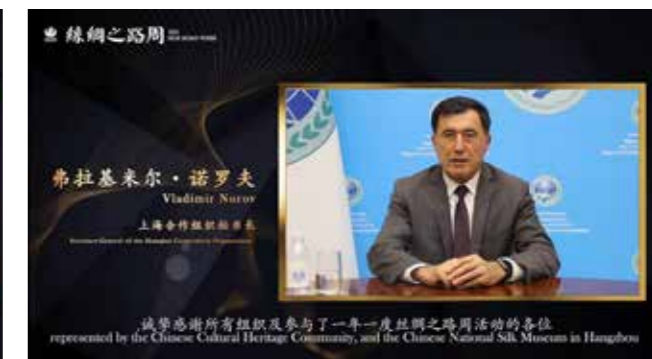 絲綢之路周
弗拉基米尔·诺罗夫
Vladimir Norov
上海合作组织秘书长
Secretary-General of the Shanghai Cooperation Organization
诚挚感谢所有组织及参与了一年一度丝绸之路周活动的各位
represented by the Chinese Cultural Heritage Community, and the Chinese National Silk Museum in Hangzhou